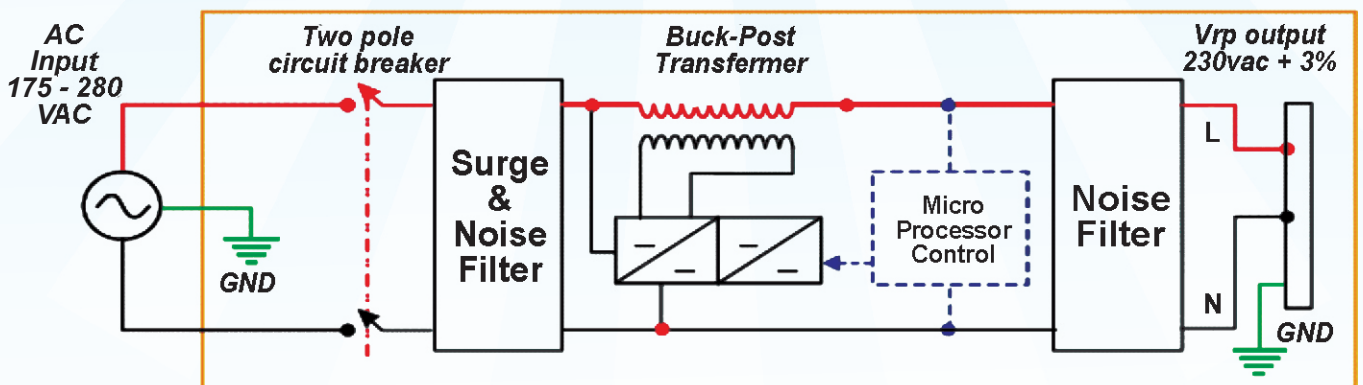 AC
Input
175 - 280
VAC
Two pole
circuit breaker
Buck-Post
Transfermer
Vrp output
230vac + 3%
Surge
&
Noise
Filter
Micro
Processor
Control
Noise
Filter
L
N
GND
GND